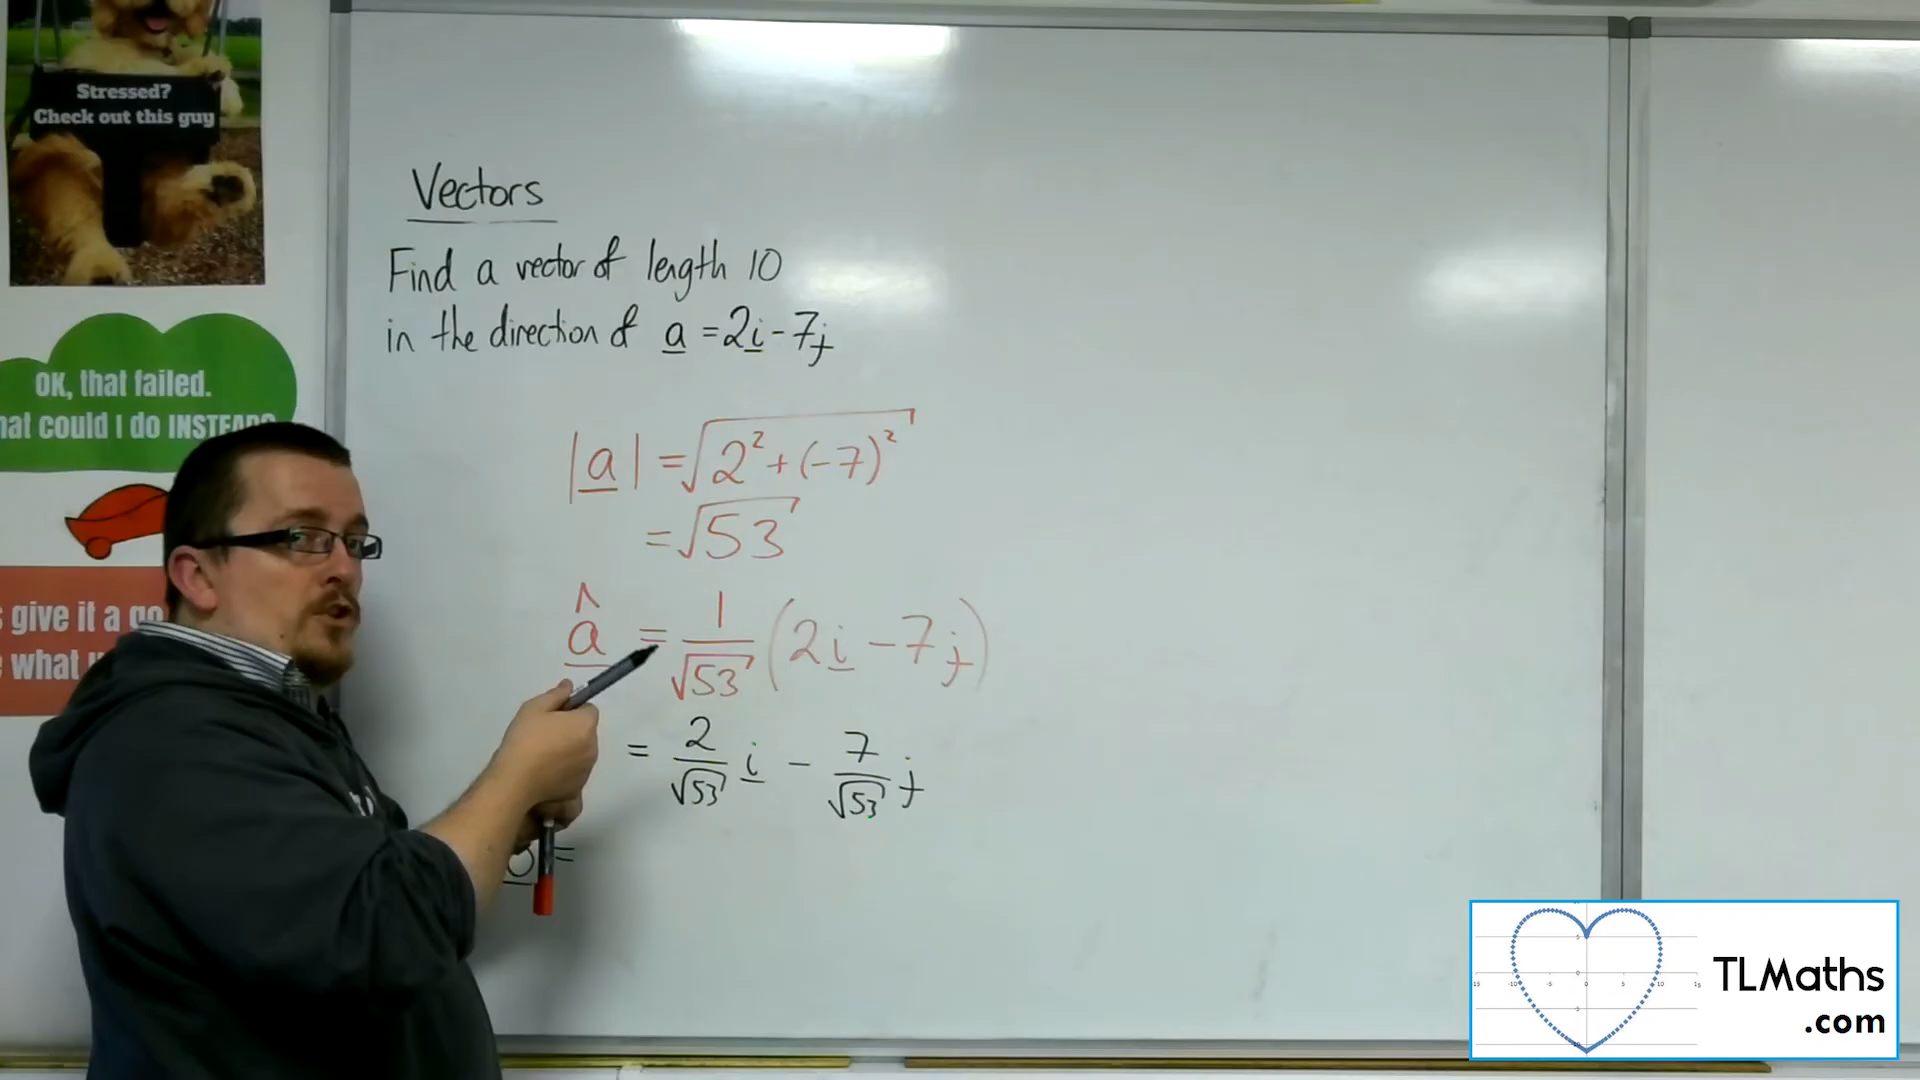 Stressed?
Check out this guy
OK, that failed.
hat could I do INSTEAD?
s give it a go
what
Vectors
Find a vector of length 10
in the direction of a = 2i - 7j
|a| = √(2² + (-7)²)
= √53
â = 1/√53 (2i - 7j)
= 2/√53 i - 7/√53 j
=
TLMaths
.com